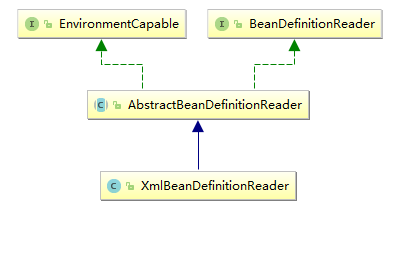 I EnvironmentCapable
I BeanDefinitionReader
C AbstractBeanDefinitionReader
C XmlBeanDefinitionReader